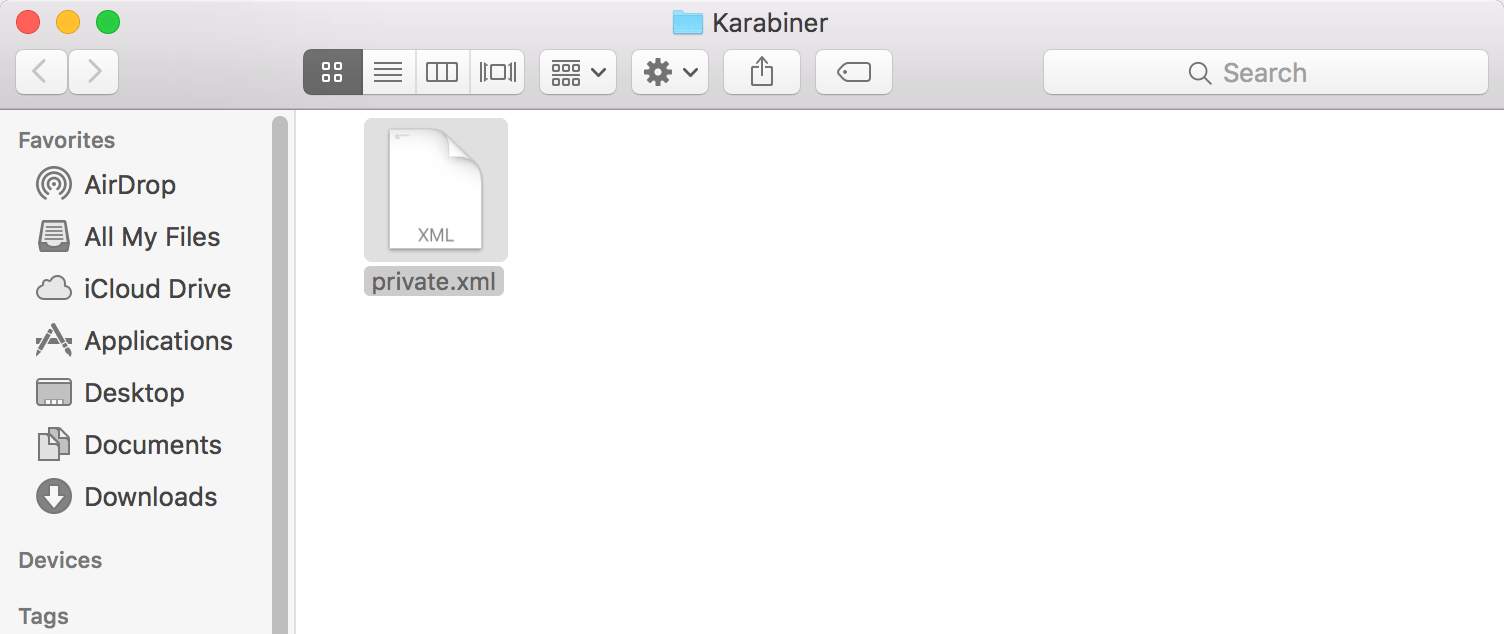 Karabiner
Search
Favorites
AirDrop
All My Files
iCloud Drive
Applications
Desktop
Documents
Downloads
Devices
Tags
XML
private.xml